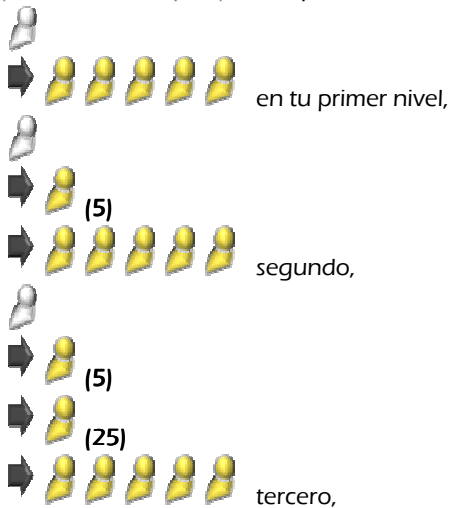 en tu primer nivel,
(5)
segundo,
(5)
(25)
tercero,